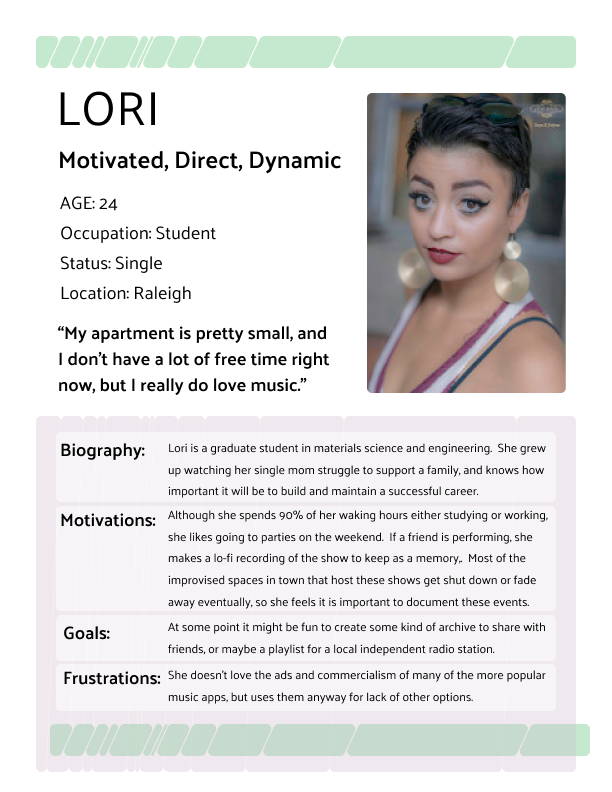 LORI
Motivated, Direct, Dynamic
AGE: 24
Occupation: Student
Status: Single
Location: Raleigh
“My apartment is pretty small, and
I don’t have a lot of free time right
now, but I really do love music.”
Biography:
Lori is a graduate student in materials science and engineering.  She grew
up watching her single mom struggle to support a family, and knows how
important it will be to build and maintain a successful career.
Motivations:
Although she spends 90% of her waking hours either studying or working,
she likes going to parties on the weekend.  If a friend is performing, she
makes a lo-fi recording of the show to keep as a memory,.  Most of the
improvised spaces in town that host these shows get shut down or fade
away eventually, so she feels it is important to document these events.
Goals:
At some point it might be fun to create some kind of archive to share with
friends, or maybe a playlist for a local independent radio station.
Frustrations:
She doesn’t love the ads and commercialism of many of the more popular
music apps, but uses them anyway for lack of other options.